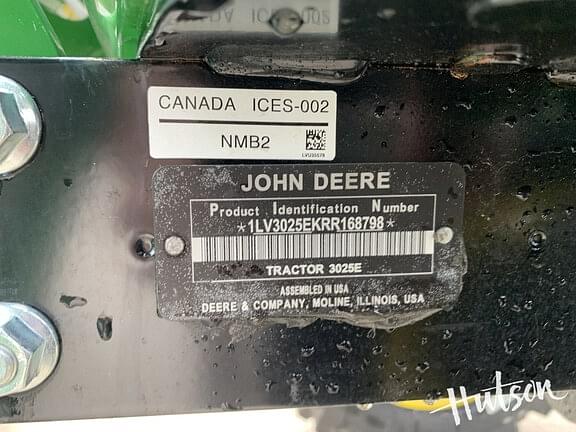 CANADA ICES-002
NMB2
JOHN DEERE
Product Identification Number
*1LV3025EKRR168798*
TRACTOR 3025E
ASSEMBLED IN USA
DEERE & COMPANY, MOLINE, ILLINOIS, USA
Hutson